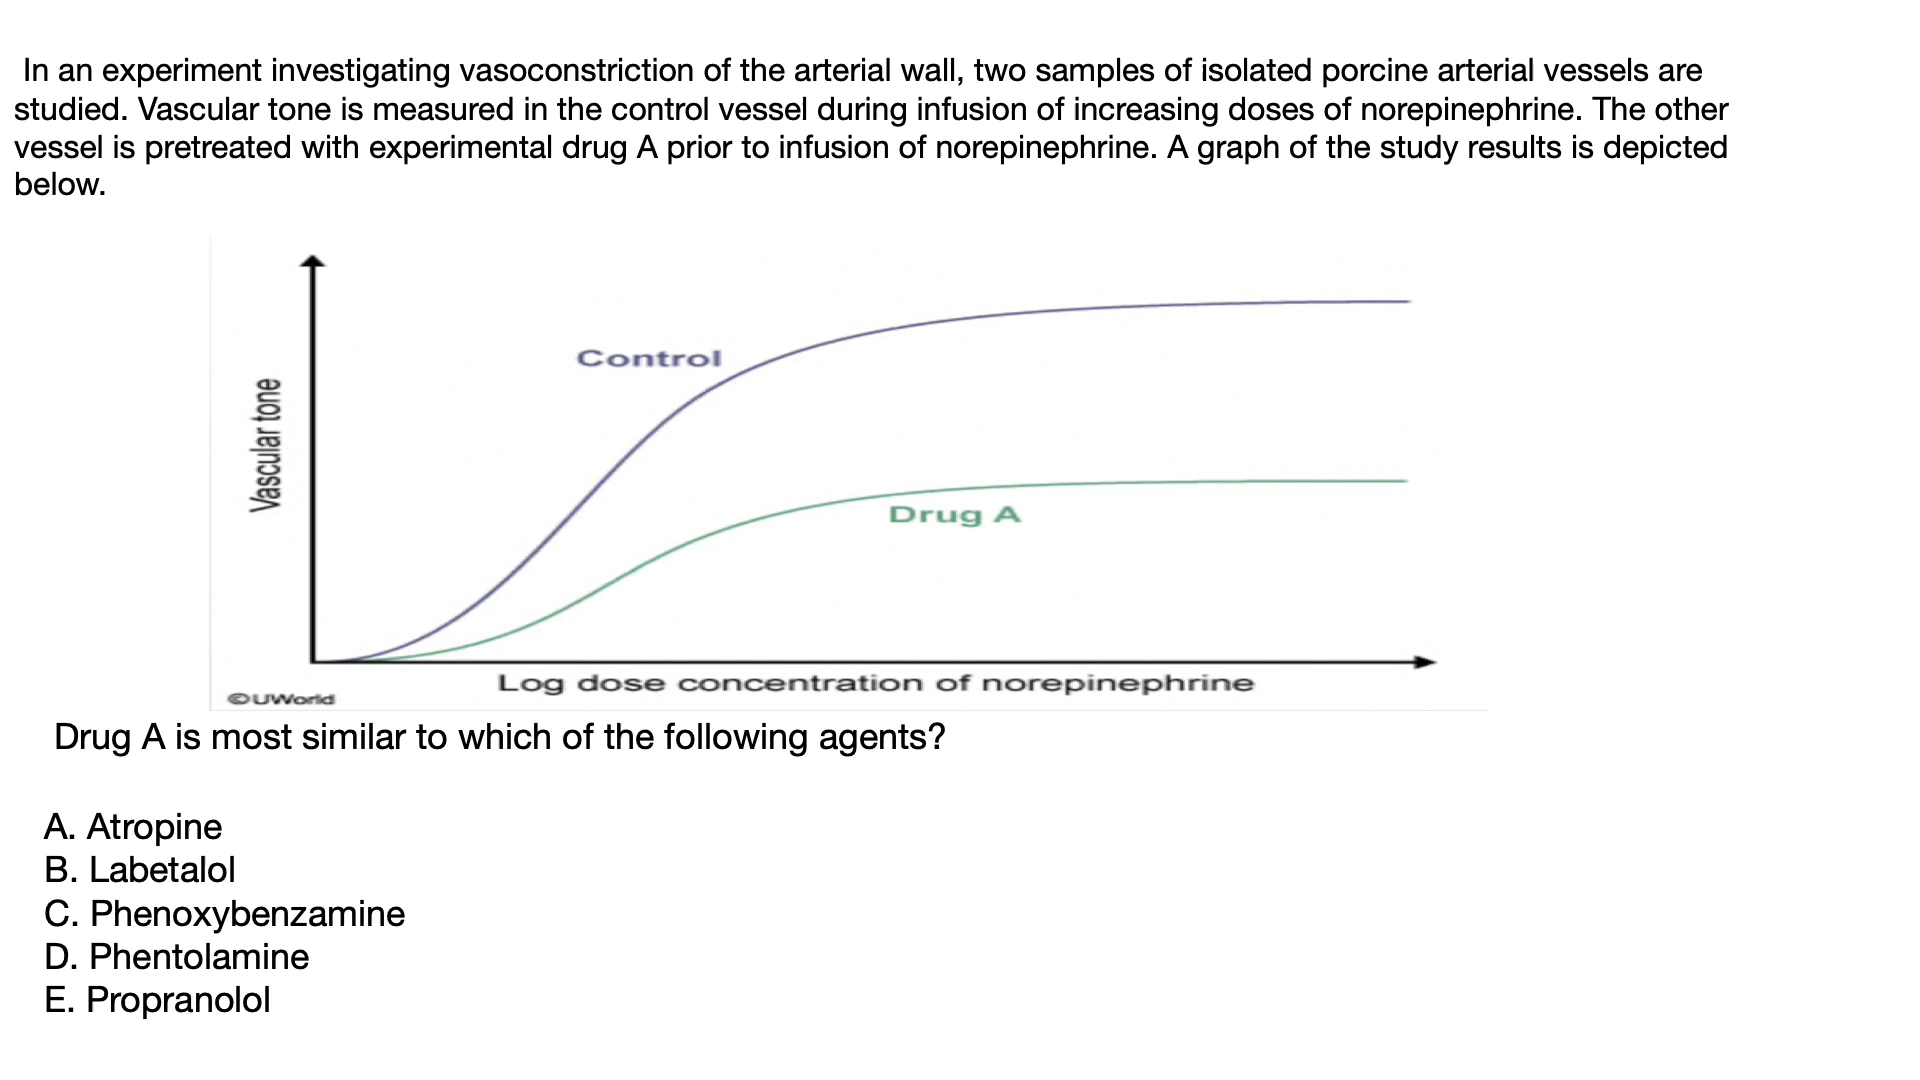 In an experiment investigating vasoconstriction of the arterial wall, two samples of isolated porcine arterial vessels are
studied. Vascular tone is measured in the control vessel during infusion of increasing doses of norepinephrine. The other
vessel is pretreated with experimental drug A prior to infusion of norepinephrine. A graph of the study results is depicted
below.
Control
Vascular tone
Drug A
Log dose concentration of norepinephrine
©UWorld
Drug A is most similar to which of the following agents?
A. Atropine
B. Labetalol
C. Phenoxybenzamine
D. Phentolamine
E. Propranolol